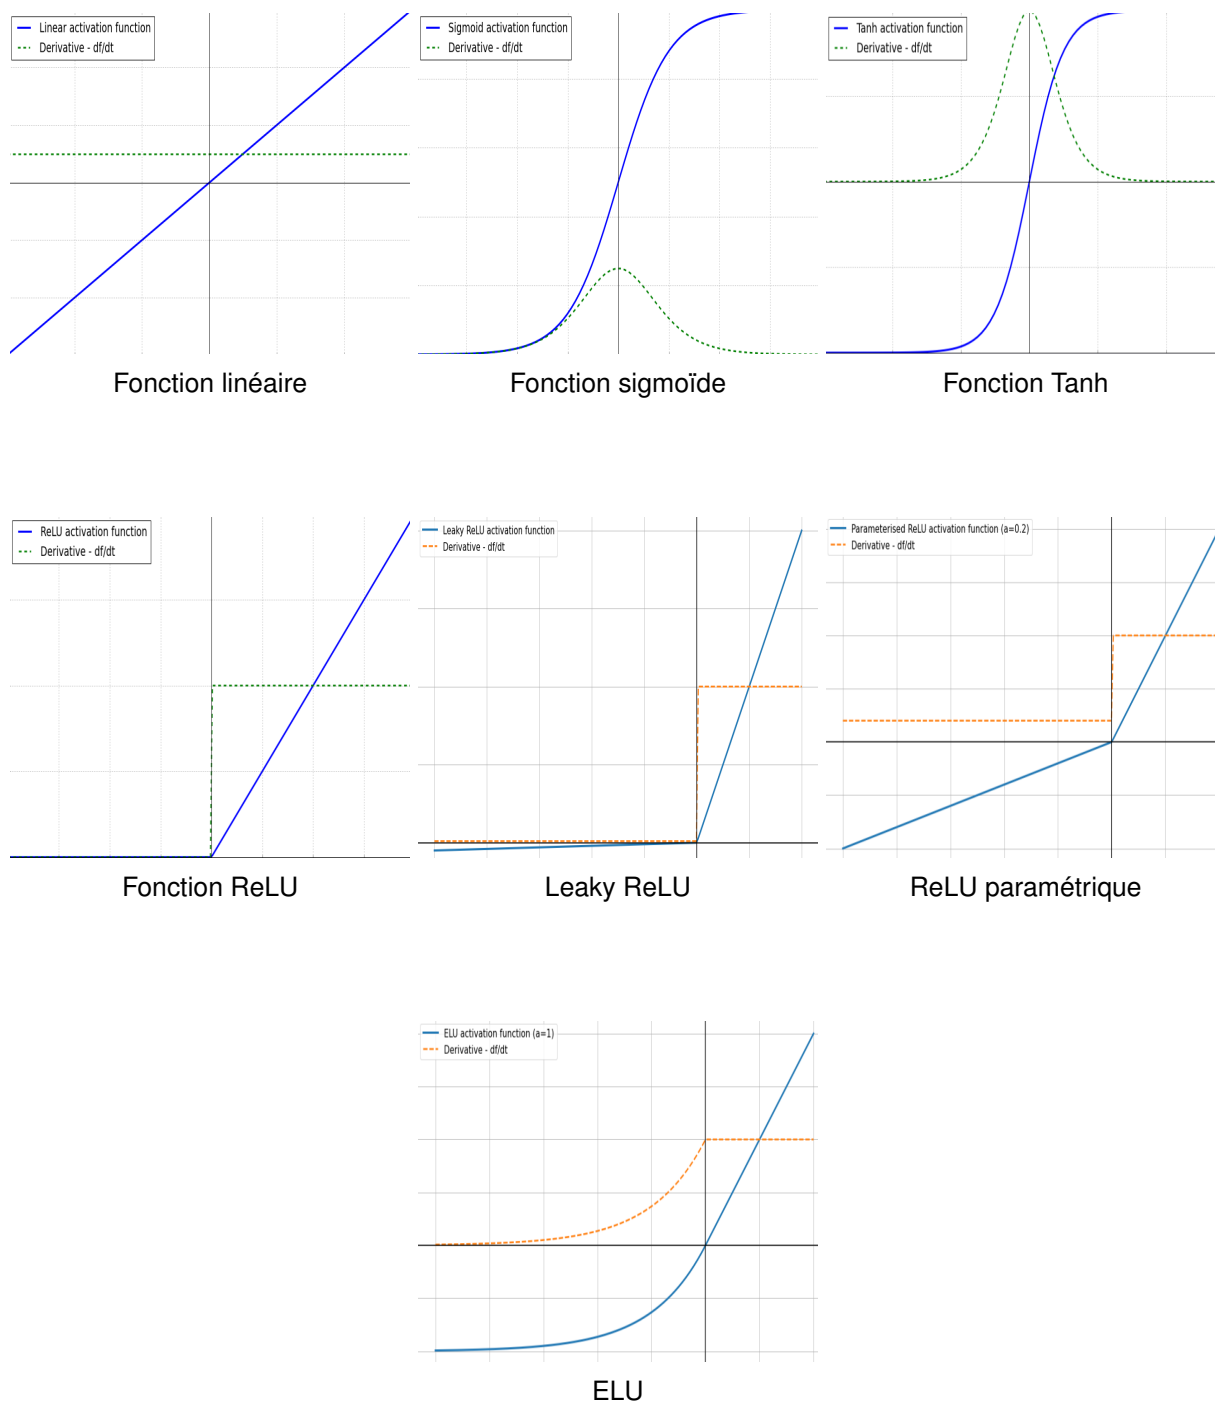 Linear activation function
Derivative - df/dt
Sigmoid activation function
Derivative - df/dt
Tanh activation function
Derivative - df/dt
Fonction linéaire
Fonction sigmoïde
Fonction Tanh
ReLU activation function
Derivative - df/dt
Leaky ReLU activation function
Derivative - df/dt
Parameterised ReLU activation function (a=0.2)
Derivative - df/dt
Fonction ReLU
Leaky ReLU
ReLU paramétrique
ELU activation function (a=1)
Derivative - df/dt
ELU